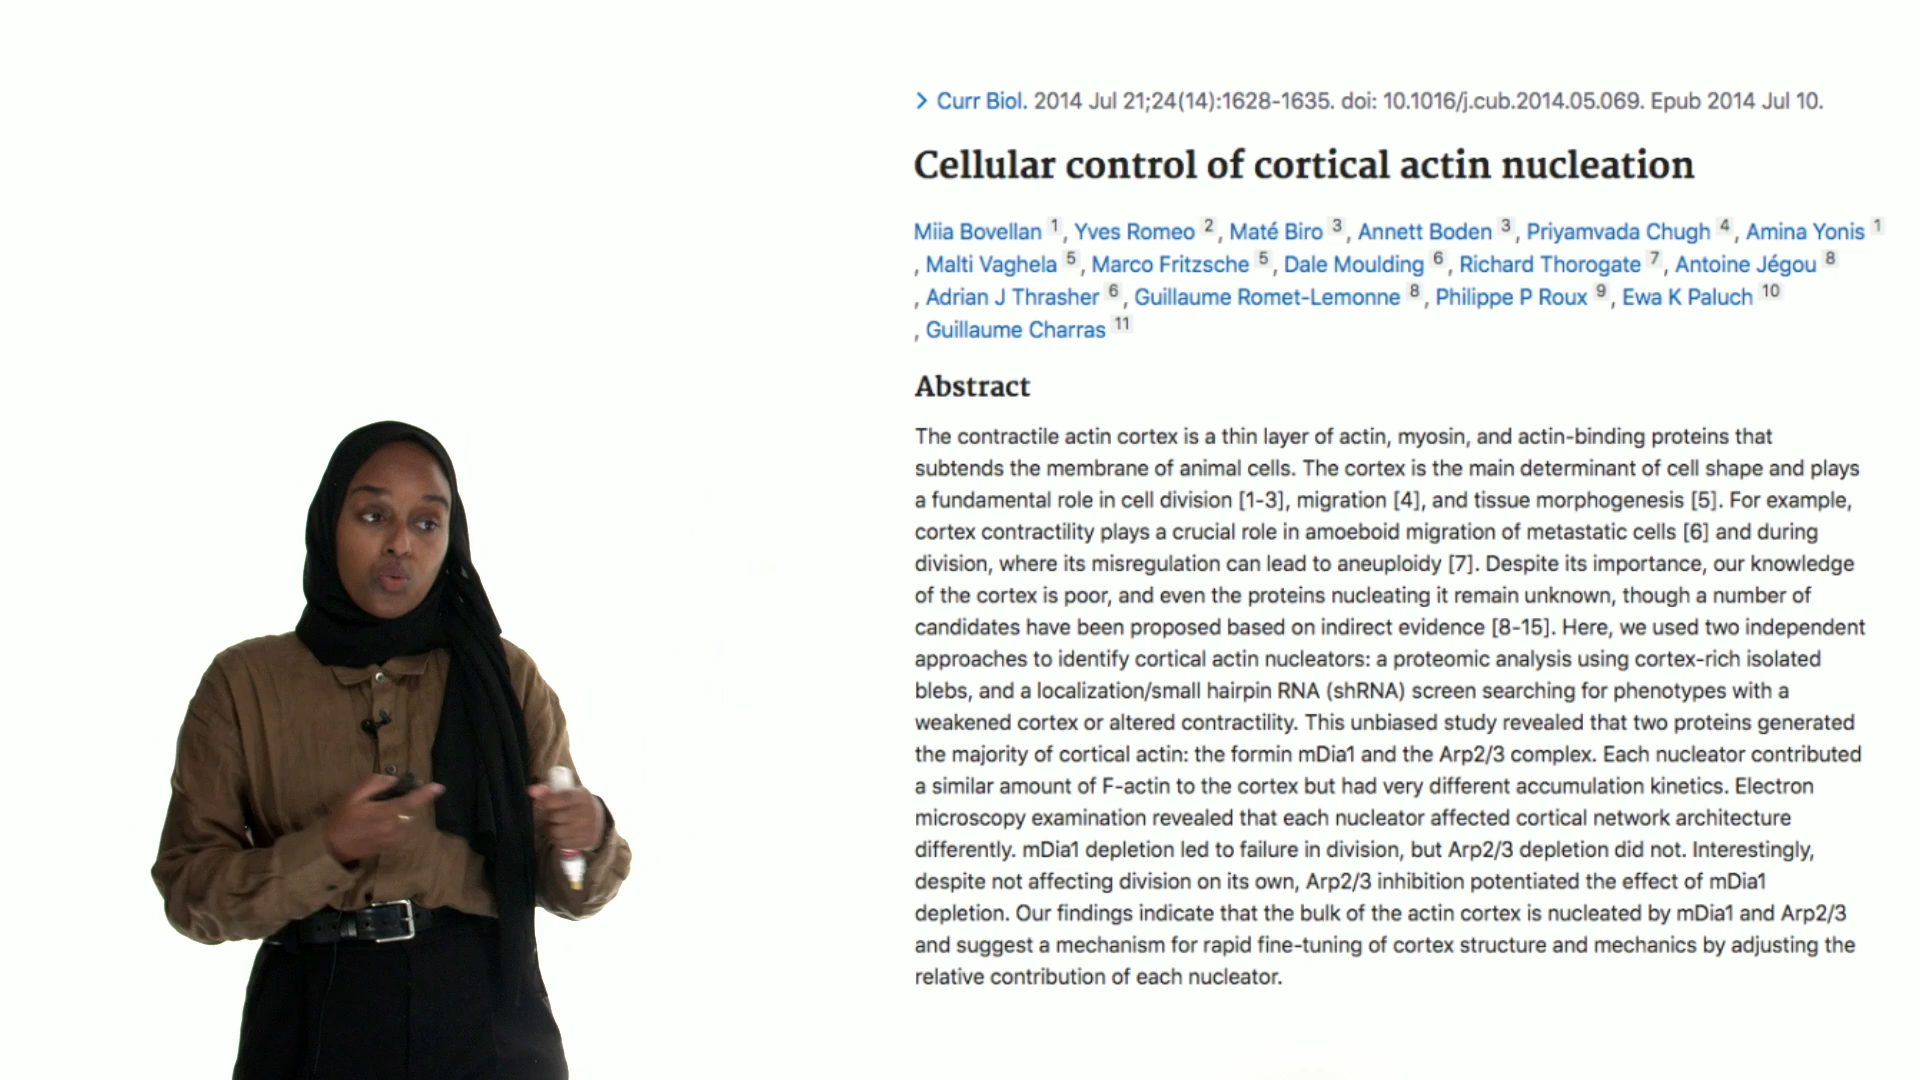 > Curr Biol. 2014 Jul 21;24(14):1628-1635. doi: 10.1016/j.cub.2014.05.069. Epub 2014 Jul 10.
Cellular control of cortical actin nucleation
Miia Bovellan 1, Yves Romeo 2, Maté Biro 3, Annett Boden 3, Priyamvada Chugh 4, Amina Yonis 1
, Malti Vaghela 5, Marco Fritzsche 5, Dale Moulding 6, Richard Thorogate 7, Antoine Jégou 8
, Adrian J Thrasher 6, Guillaume Romet-Lemonne 8, Philippe P Roux 9, Ewa K Paluch 10
, Guillaume Charras 11
Abstract
The contractile actin cortex is a thin layer of actin, myosin, and actin-binding proteins that
subtends the membrane of animal cells. The cortex is the main determinant of cell shape and plays
a fundamental role in cell division [1-3], migration [4], and tissue morphogenesis [5]. For example,
cortex contractility plays a crucial role in amoeboid migration of metastatic cells [6] and during
division, where its misregulation can lead to aneuploidy [7]. Despite its importance, our knowledge
of the cortex is poor, and even the proteins nucleating it remain unknown, though a number of
candidates have been proposed based on indirect evidence [8-15]. Here, we used two independent
approaches to identify cortical actin nucleators: a proteomic analysis using cortex-rich isolated
blebs, and a localization/small hairpin RNA (shRNA) screen searching for phenotypes with a
weakened cortex or altered contractility. This unbiased study revealed that two proteins generated
the majority of cortical actin: the formin mDia1 and the Arp2/3 complex. Each nucleator contributed
a similar amount of F-actin to the cortex but had very different accumulation kinetics. Electron
microscopy examination revealed that each nucleator affected cortical network architecture
differently. mDia1 depletion led to failure in division, but Arp2/3 depletion did not. Interestingly,
despite not affecting division on its own, Arp2/3 inhibition potentiated the effect of mDia1
depletion. Our findings indicate that the bulk of the actin cortex is nucleated by mDia1 and Arp2/3
and suggest a mechanism for rapid fine-tuning of cortex structure and mechanics by adjusting the
relative contribution of each nucleator.